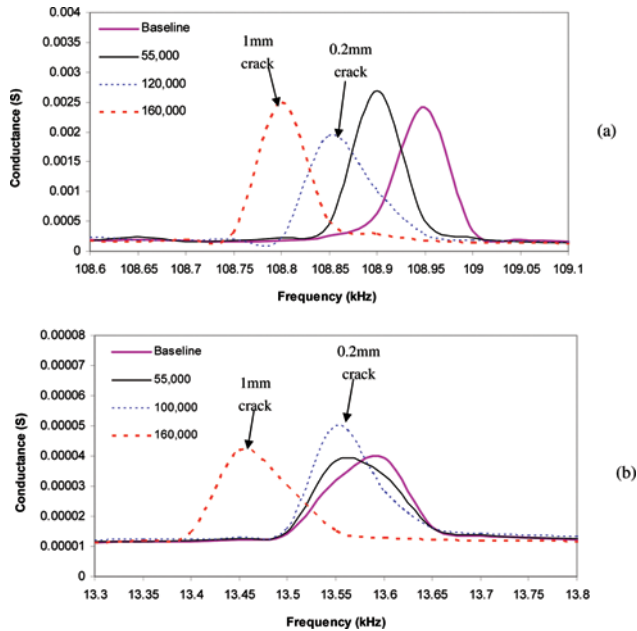 0.004
0.0035
0.003
0.0025
0.002
0.0015
0.001
0.0005
0
Conductance (S)
Baseline
55,000
120,000
160,000
1mm
crack
0.2mm
crack
(a)
108.6 108.65 108.7 108.75 108.8 108.85 108.9 108.95 109 109.05 109.1
Frequency (kHz)
0.00008
0.00007
0.00006
0.00005
0.00004
0.00003
0.00002
0.00001
0
Conductance (S)
Baseline
55,000
100,000
160,000
1mm
crack
0.2mm
crack
(b)
13.3 13.35 13.4 13.45 13.5 13.55 13.6 13.65 13.7 13.75 13.8
Frequency (kHz)